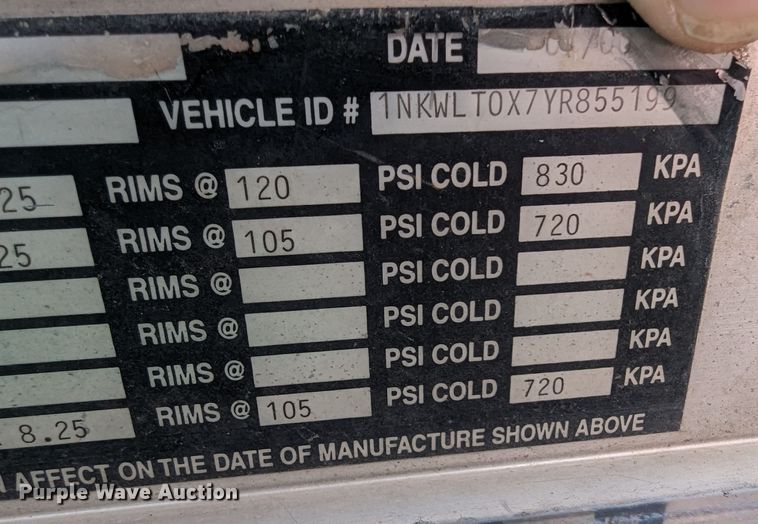 DATE
VEHICLE ID # 1NKWLT0X7YR855199
25 RIMS @ 120 PSI COLD 830 KPA
25 RIMS @ 105 PSI COLD 720 KPA
RIMS @ PSI COLD KPA
RIMS @ PSI COLD KPA
RIMS @ PSI COLD KPA
8.25 RIMS @ 105 PSI COLD 720 KPA
AFFECT ON THE DATE OF MANUFACTURE SHOWN ABOVE
Purple Wave Auction